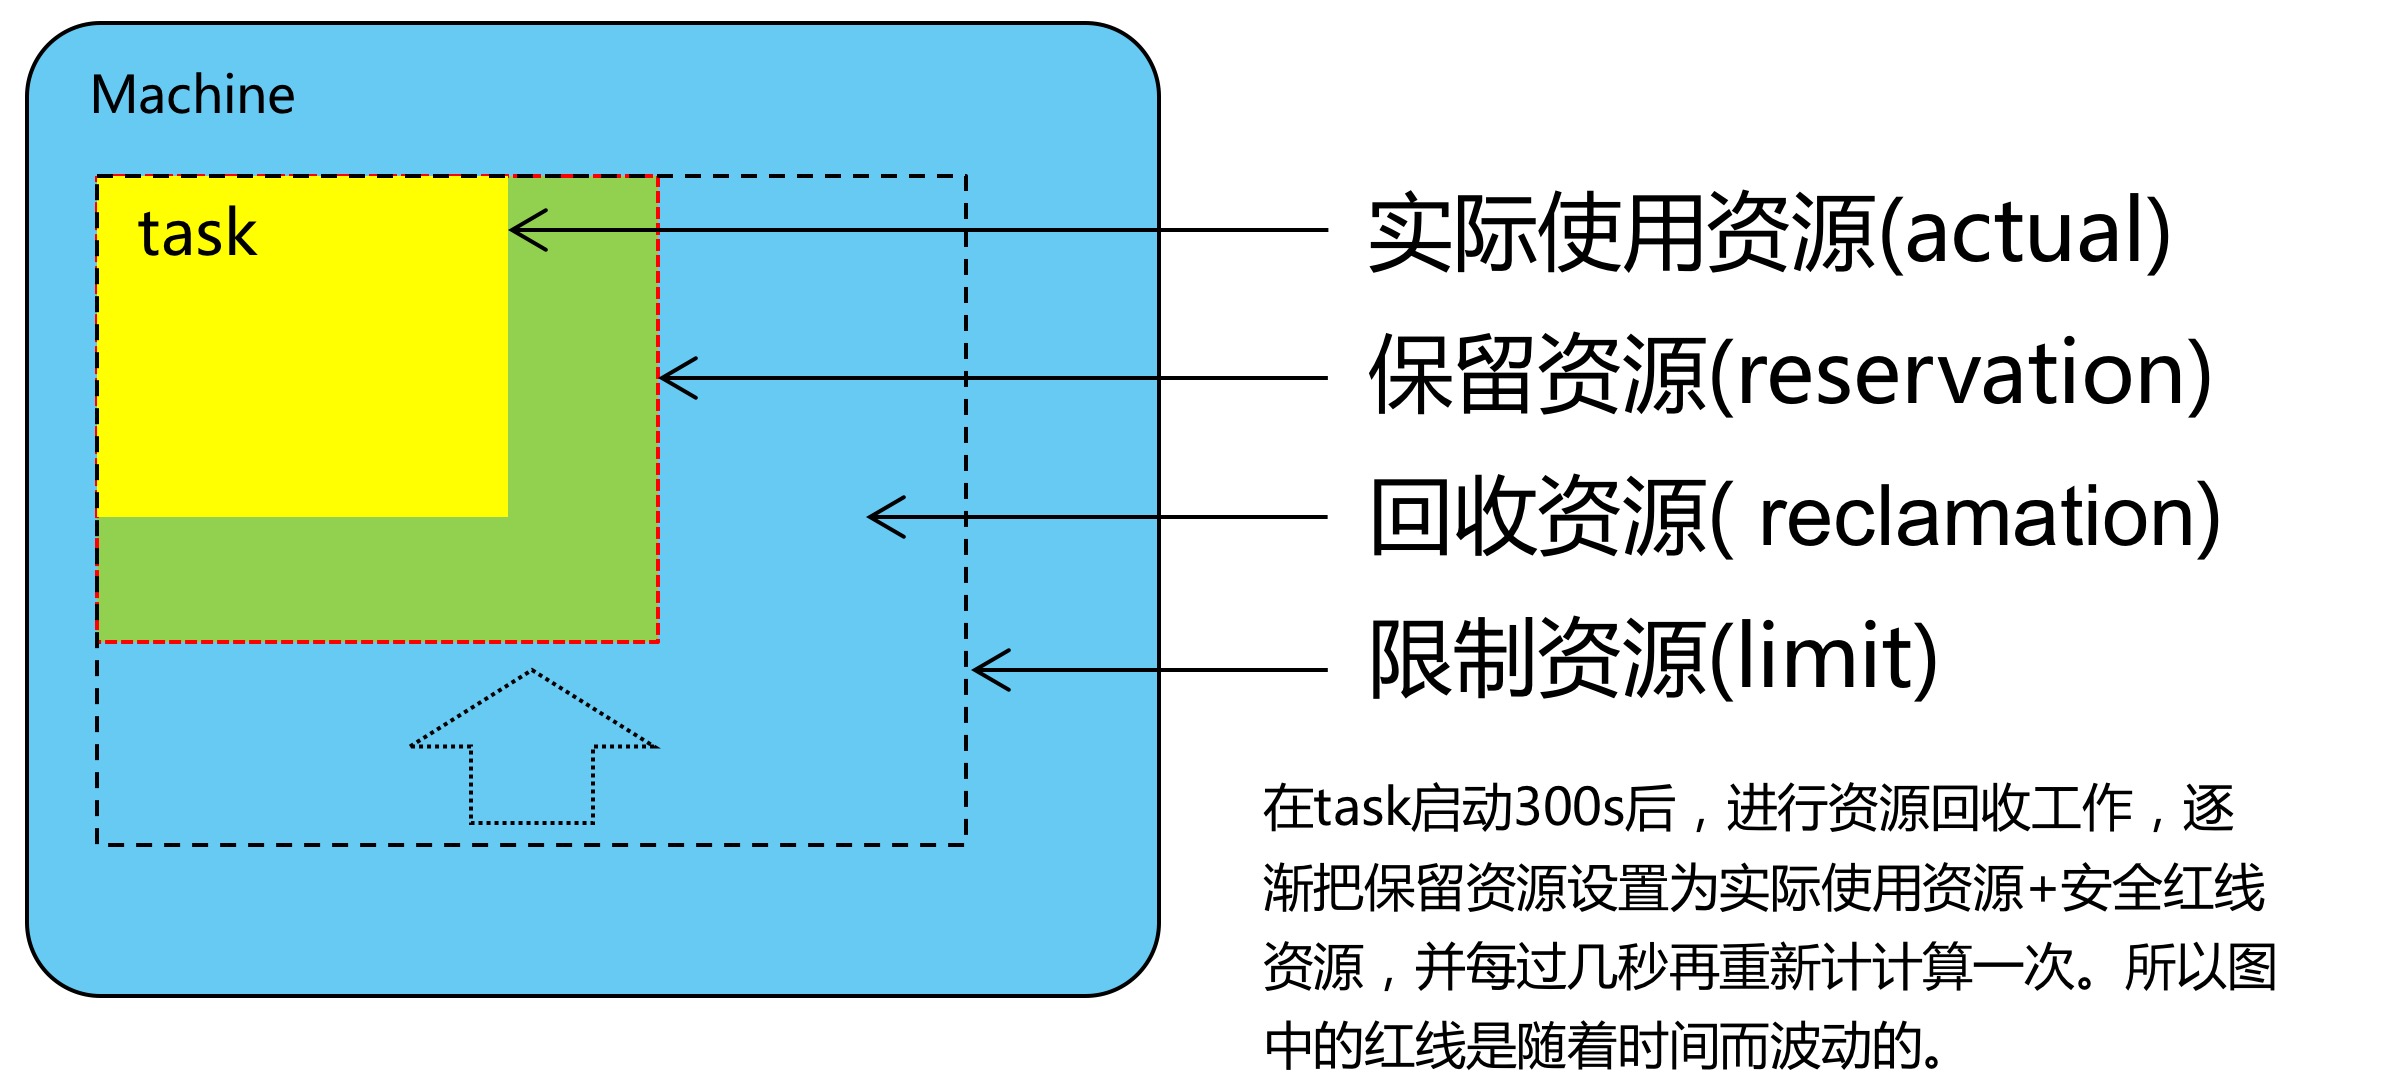 Machine
task
实际使用资源(actual)
保留资源(reservation)
回收资源( reclamation)
限制资源(limit)
在task启动300s后，进行资源回收工作，逐
渐把保留资源设置为实际使用资源+安全红线
资源，并每过几秒再重新计计算一次。所以图
中的红线是随着时间而波动的。